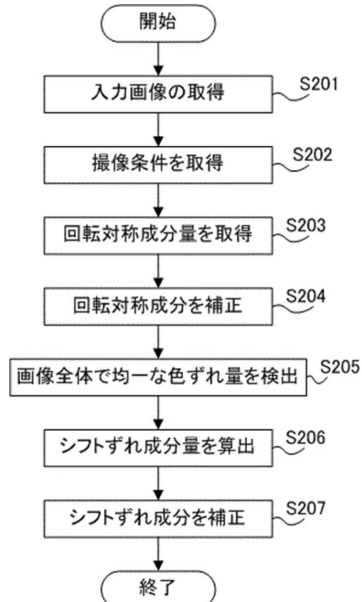 開始
入力画像の取得
S201
撮像条件を取得
S202
回転対称成分量を取得
S203
回転対称成分を補正
S204
画像全体で均一な色ずれ量を検出
S205
シフトずれ成分量を算出
S206
シフトずれ成分を補正
S207
終了